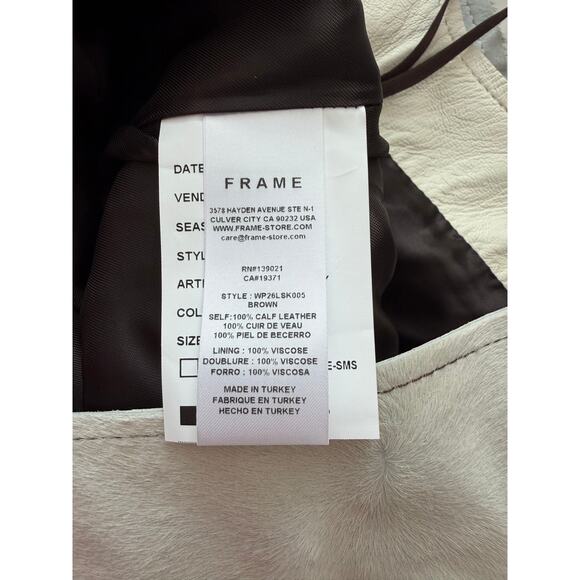 DATE
VEND
SEAS
STYL
ARTI
COL
SIZE
FRAME
3578 HAYDEN AVENUE STE N-1
CULVER CITY CA 90232 USA
WWW.FRAME-STORE.COM
care@frame-store.com
RN#139021
CA#19371
STYLE : WP26LSK005
BROWN
SELF:100% CALF LEATHER
100% CUIR DE VEAU
100% PIEL DE BECERRO
LINING : 100% VISCOSE
DOUBLURE : 100% VISCOSE
FORRO : 100% VISCOSA
MADE IN TURKEY
FABRIQUE EN TURKEY
HECHO EN TURKEY
Y
E-SMS